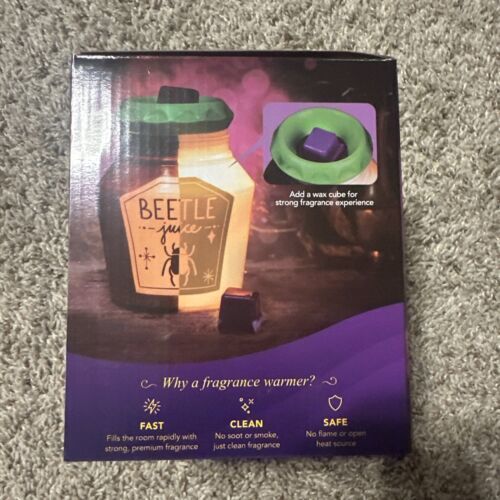 Add a wax cube for
strong fragrance experience
BEETLE
juice
Why a fragrance warmer?
FAST
Fills the room rapidly with
strong, premium fragrance
CLEAN
No soot or smoke,
just clean fragrance
SAFE
No flame or open
heat source